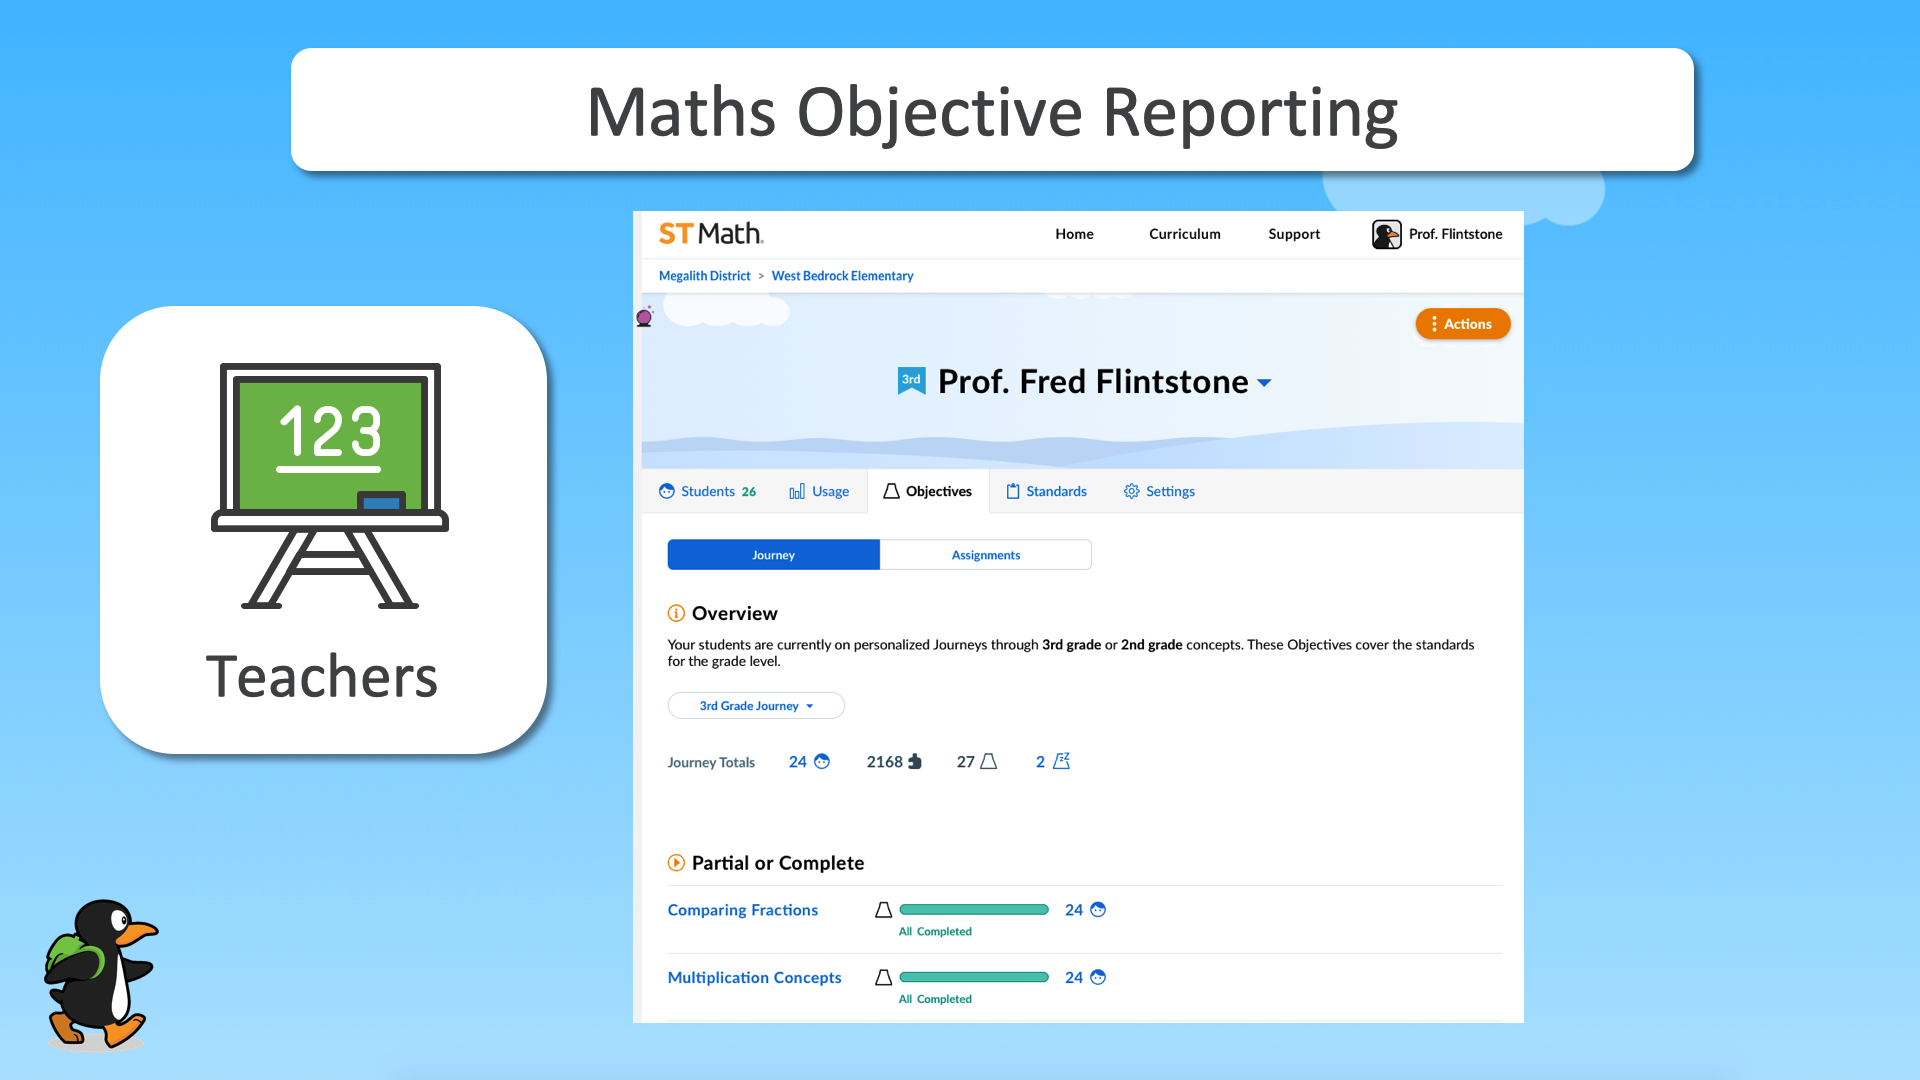 Maths Objective Reporting
123
Teachers
ST Math.
Home Curriculum Support Prof. Flintstone
Megalith District > West Bedrock Elementary
Actions
3rd Prof. Fred Flintstone
Students 26 Usage Objectives Standards Settings
Journey Assignments
Overview
Your students are currently on personalized Journeys through 3rd grade or 2nd grade concepts. These Objectives cover the standards
for the grade level.
3rd Grade Journey
Journey Totals 24 2168 27 2 zz
Partial or Complete
Comparing Fractions 24
All Completed
Multiplication Concepts 24
All Completed